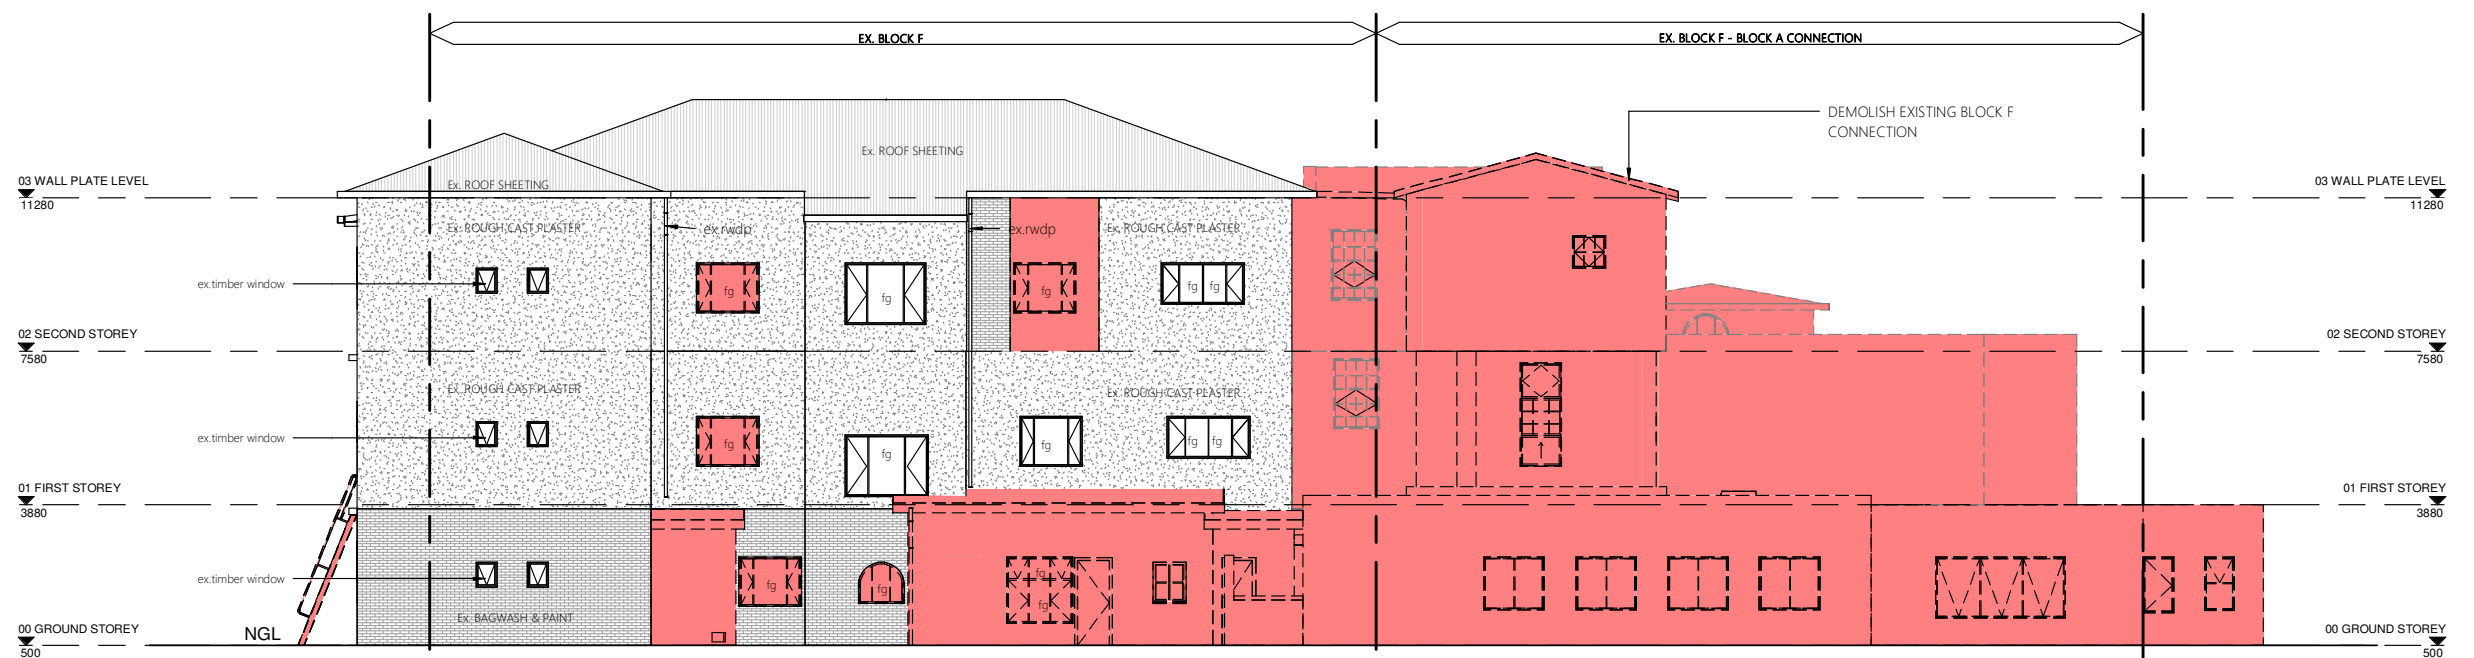 EX. BLOCK F
EX. BLOCK F - BLOCK A CONNECTION
DEMOLISH EXISTING BLOCK F
CONNECTION
Ex. ROOF SHEETING
Ex. ROOF SHEETING
03 WALL PLATE LEVEL
11280
03 WALL PLATE LEVEL
11280
Ex. ROUGH CAST PLASTER
ex.rwdp
ex.rwdp
Ex. ROUGH CAST PLASTER
ex.timber window
fg
fg
fg
fg
fg
02 SECOND STOREY
7580
02 SECOND STOREY
7580
Ex. ROUGH CAST PLASTER
Ex. ROUGH CAST PLASTER
ex.timber window
fg
fg
fg
fg
fg
01 FIRST STOREY
3880
01 FIRST STOREY
3880
ex.timber window
fg
fg
fg
fg
Ex. BAGWASH & PAINT
00 GROUND STOREY
500
NGL
00 GROUND STOREY
500